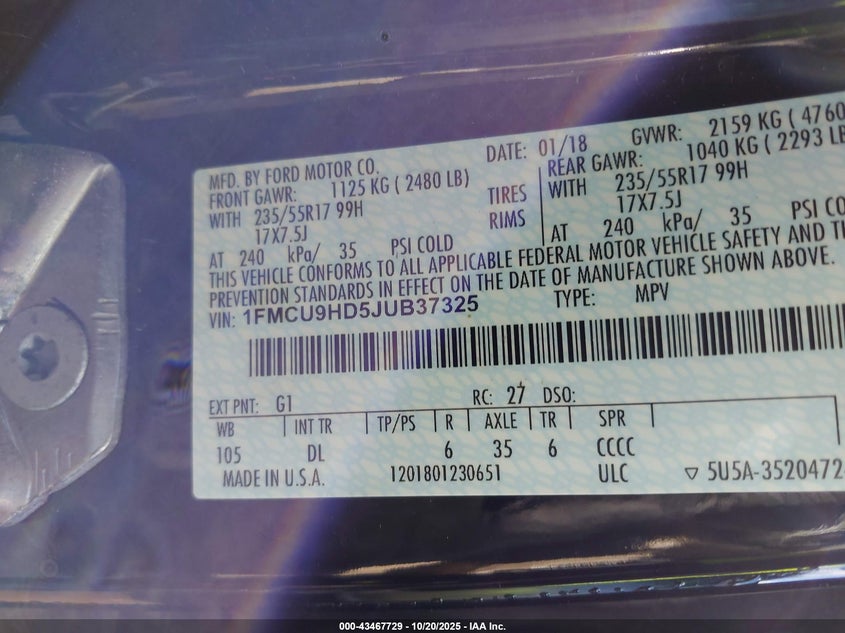 MFD. BY FORD MOTOR CO. DATE: 01/18 GVWR: 2159 KG ( 4760
FRONT GAWR: 1125 KG ( 2480 LB) REAR GAWR: 1040 KG ( 2293 LB
WITH 235/55R17 99H TIRES WITH 235/55R17 99H
17X7.5J RIMS 17X7.5J
AT 240 kPa/ 35 PSI COLD AT 240 kPa/ 35 PSI CO
THIS VEHICLE CONFORMS TO ALL APPLICABLE FEDERAL MOTOR VEHICLE SAFETY AND
PREVENTION STANDARDS IN EFFECT ON THE DATE OF MANUFACTURE SHOWN ABOVE.
VIN: 1FMCU9HD5JUB37325 TYPE: MPV
EXT PNT: G1 RC: 27 DSO:
WB INT TR TP/PS R AXLE TR SPR
105 DL 6 35 6 CCCC
MADE IN U.S.A. 1201801230651 ULC ▽ 5U5A-3520472
000-43467729 - 10/20/2025 - IAA Inc.